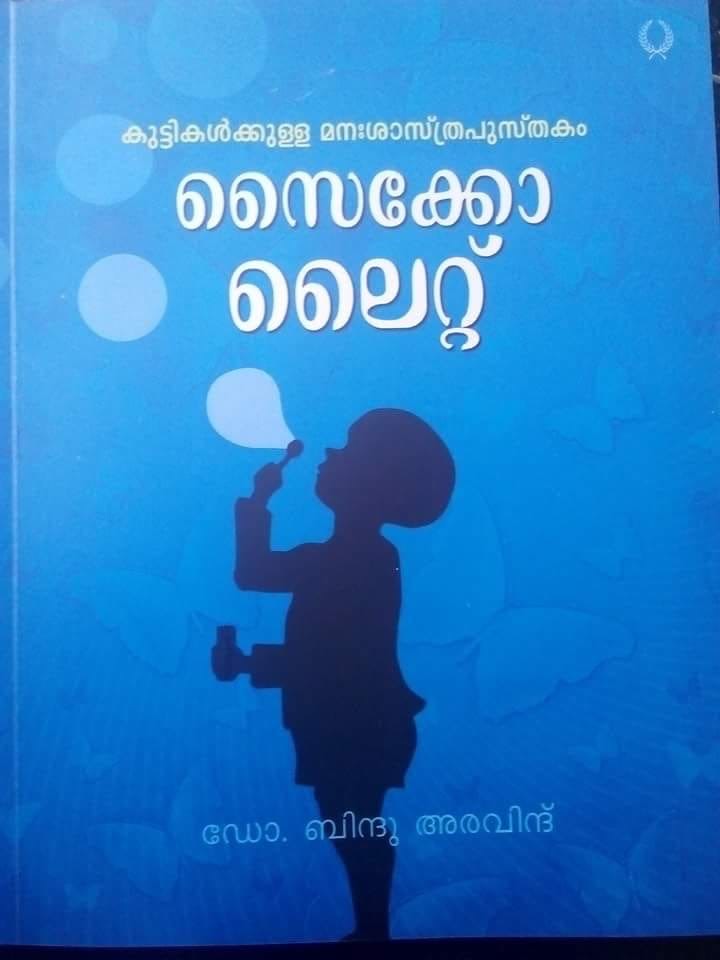 കുട്ടികൾക്കുള്ള മനഃശാസ്ത്രപുസ്തകം
സൈക്കോ
ലൈറ്റ്
ഡോ. ബിന്ദു അരവിന്ദ്